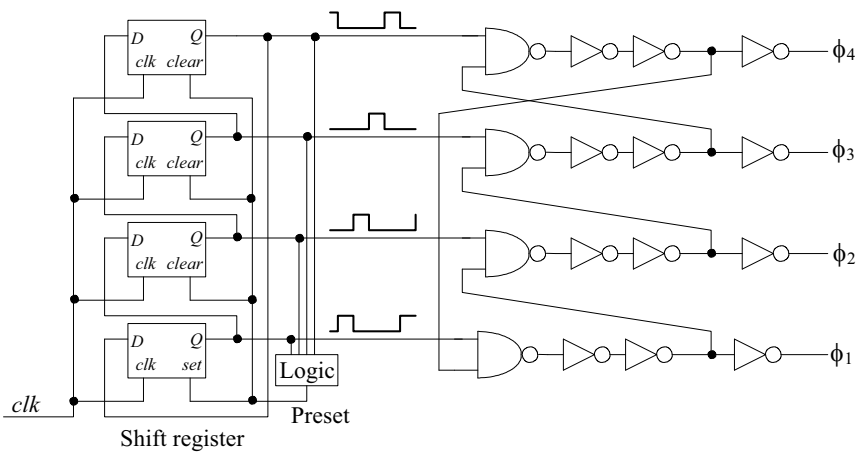 D Q
clk clear
ϕ4
D Q
clk clear
ϕ3
D Q
clk clear
ϕ2
D Q
clk set
ϕ1
Logic
clk
Preset
Shift register